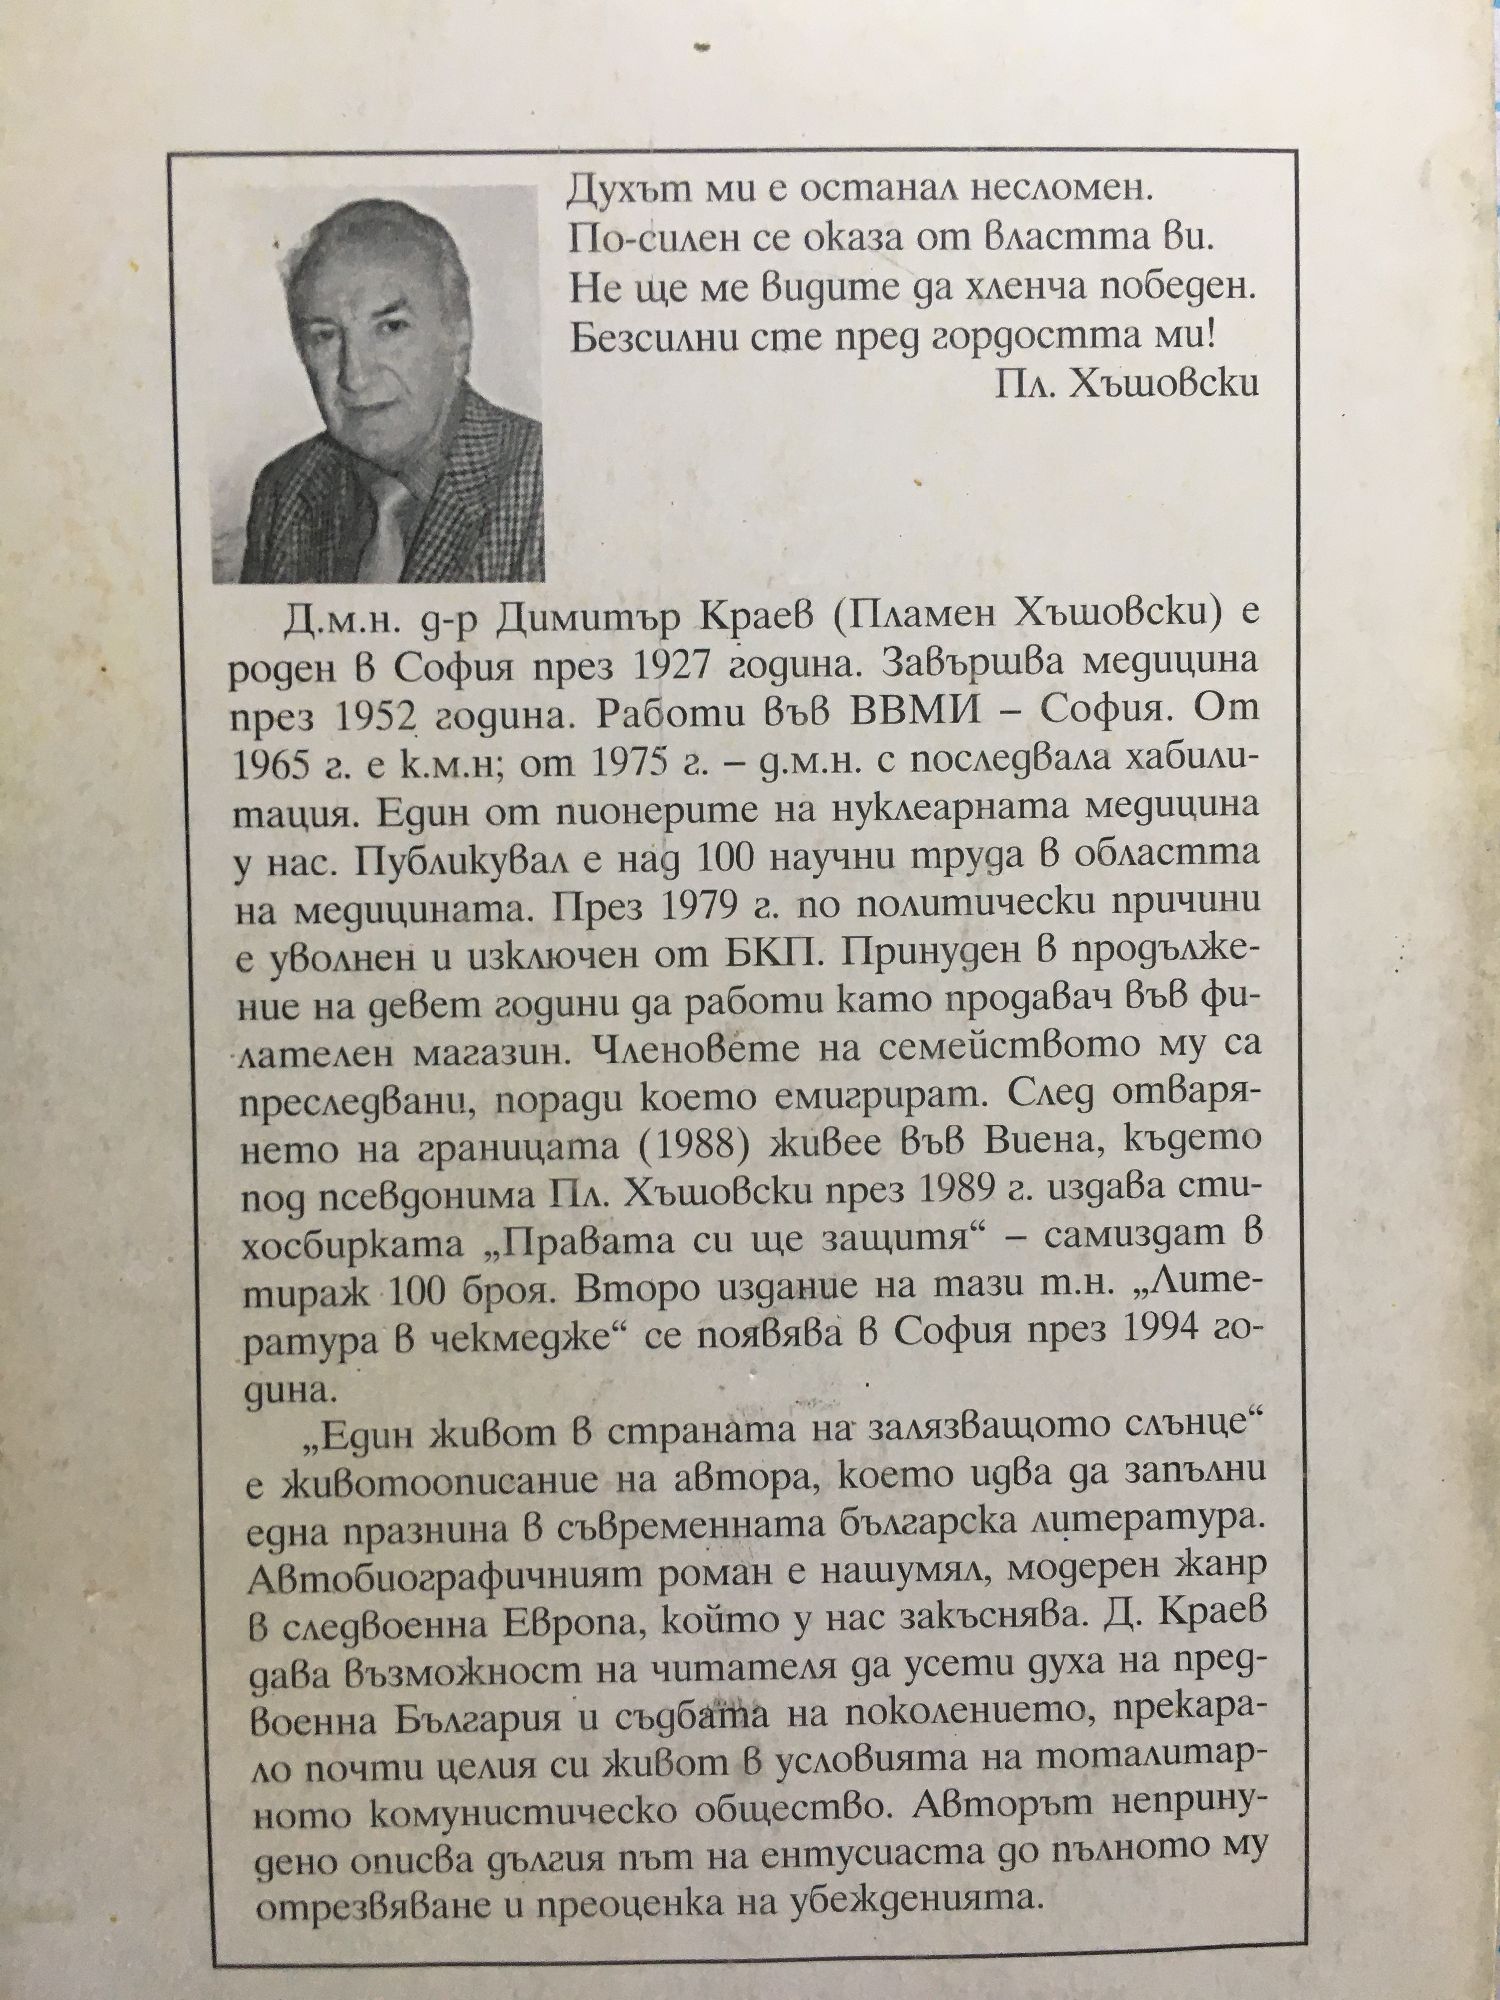 Духът ми е останал несломен.
По-силен се оказа от властта ви.
Не ще ме видите да хленча победен.
Безсилни сте пред гордостта ми!
Пл. Хъшовски
Д.м.н. д-р Димитър Краев (Пламен Хъшовски) е
роден в София през 1927 година. Завършва медицина
през 1952 година. Работи във ВВМИ – София. От
1965 г. е к.м.н; от 1975 г. – д.м.н. с последвала хабили-
тация. Един от пионерите на нуклеарната медицина
у нас. Публикувал е над 100 научни труда в областта
на медицината. През 1979 г. по политически причини
е уволнен и изключен от БКП. Принуден в продълже-
ние на девет години да работи като продавач във фи-
лателен магазин. Членовете на семейството му са
преследвани, поради което емигрират. След отваря-
нето на границата (1988) живее във Виена, където
под псевдонима Пл. Хъшовски през 1989 г. издава сти-
хосбирката „Правата си ще защитя“ – самиздат в
тираж 100 броя. Второ издание на тази т.н. „Лите-
ратура в чекмедже“ се появява в София през 1994 го-
дина.
„Един живот в страната на залязващото слънце“
е животоописание на автора, което идва да запълни
една празнина в съвременната българска литература.
Автобиографичният роман е нашумял, модерен жанр
в следвоенна Европа, който у нас закъснява. Д. Краев
дава възможност на читателя да усети духа на пред-
военна България и съдбата на поколението, прекара-
ло почти целия си живот в условията на тоталитар-
ното комунистическо общество. Авторът неприну-
дено описва дългия път на ентусиаста до пълното му
отрезвяване и преоценка на убежденията.